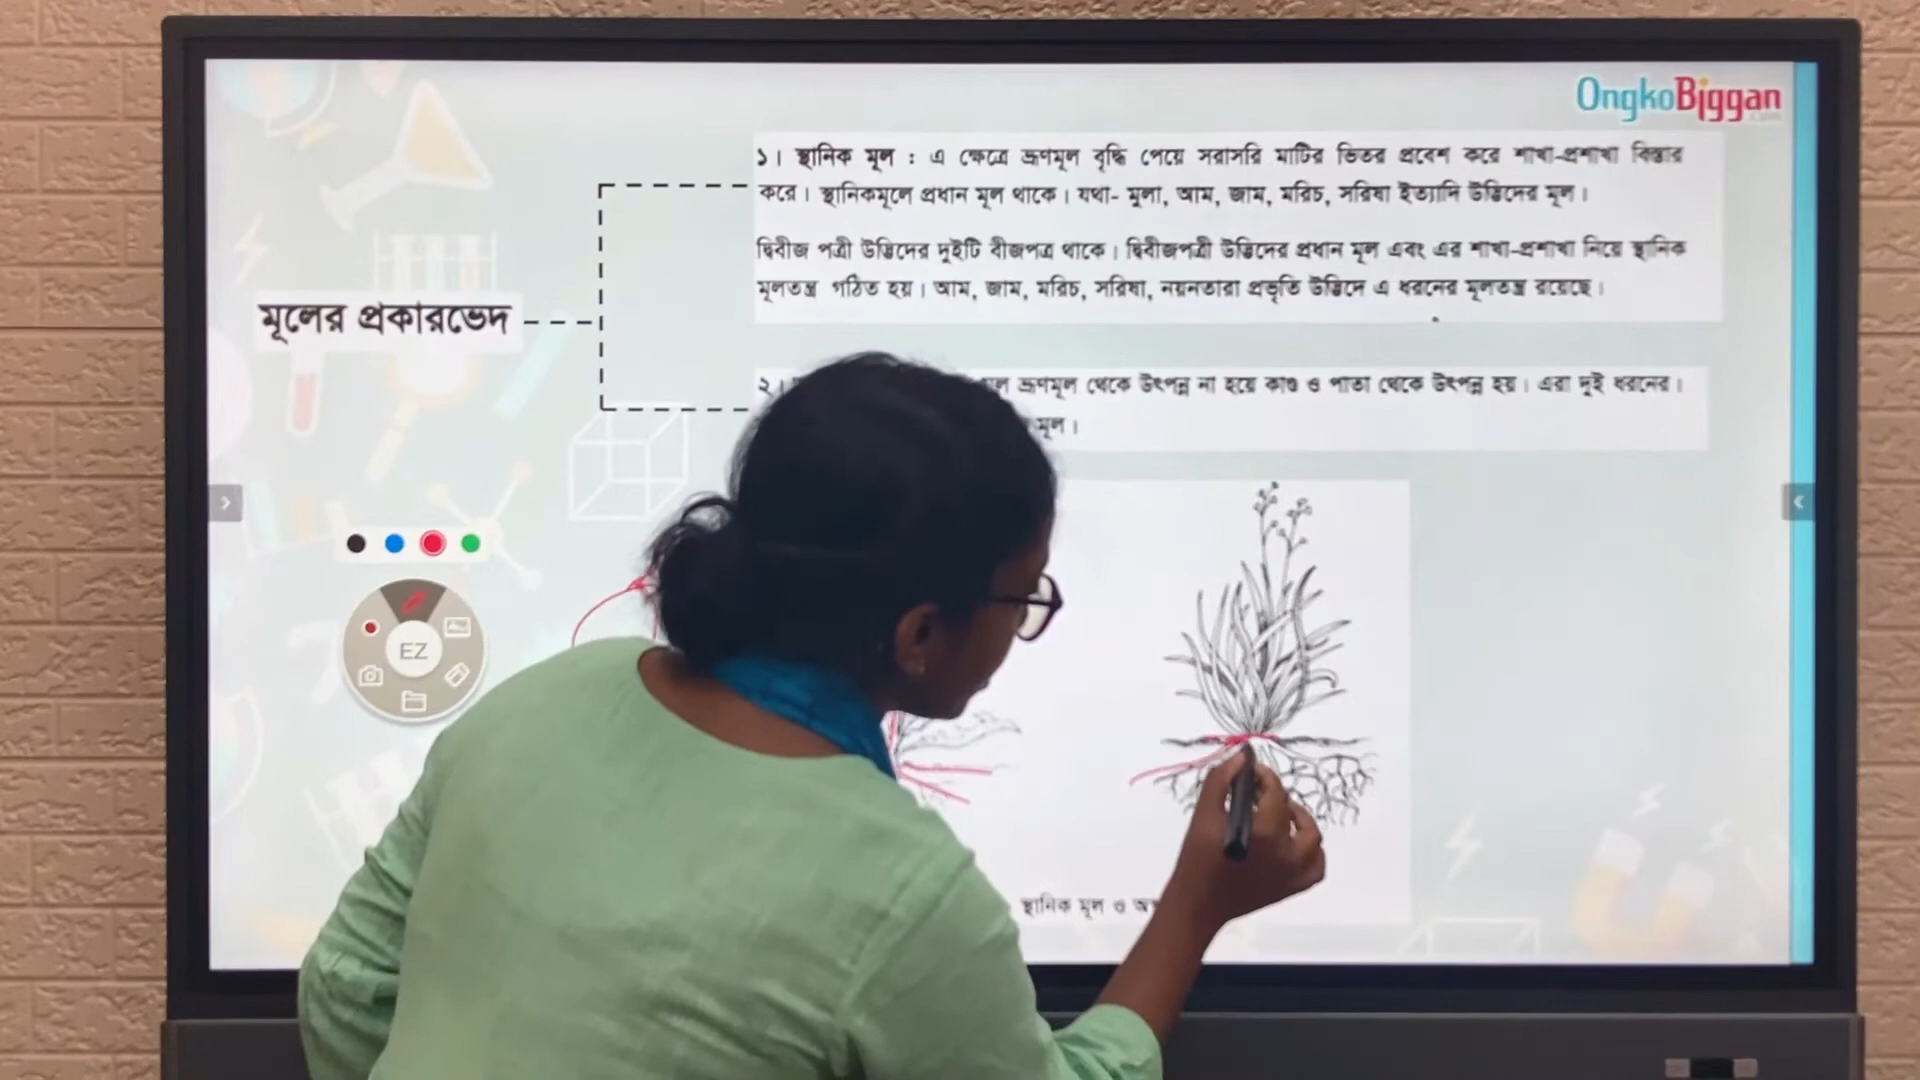 OngkoBiggan
১। স্থানিক মূল : এ ক্ষেত্রে ভ্রূণমূল বৃদ্ধি পেয়ে সরাসরি মাটির ভিতর প্রবেশ করে শাখা-প্রশাখা বিস্তার
করে। স্থানিকমূলে প্রধান মূল থাকে। যথা- মুলা, আম, জাম, মরিচ, সরিষা ইত্যাদি উদ্ভিদের মূল।
দ্বিবীজ পত্রী উদ্ভিদের দুইটি বীজপত্র থাকে। দ্বিবীজপত্রী উদ্ভিদের প্রধান মূল এবং এর শাখা-প্রশাখা নিয়ে স্থানিক
মূলতন্ত্র গঠিত হয়। আম, জাম, মরিচ, সরিষা, নয়নতারা প্রভৃতি উদ্ভিদে এ ধরনের মূলতন্ত্র রয়েছে।
মূলের প্রকারভেদ
২। ভ্রূণমূল থেকে উৎপন্ন না হয়ে কাণ্ড ও পাতা থেকে উৎপন্ন হয়। এরা দুই ধরনের।
মূল।
EZ
স্থানিক মূল ও